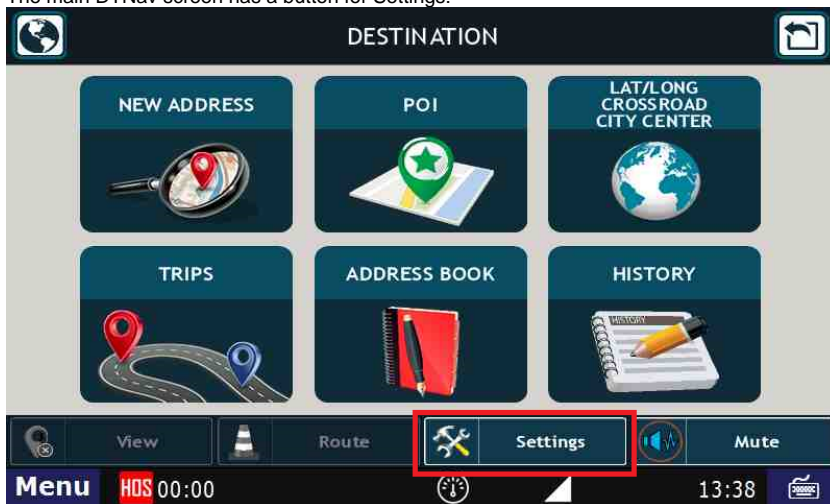 The main DTNav screen has a button for Settings.
DESTINATION
NEW ADDRESS
POI
LAT/LONG
CROSSROAD
CITY CENTER
TRIPS
ADDRESS BOOK
HISTORY
HISTORY
View
Route
Settings
Mute
Menu
HOS 00:00
13:38